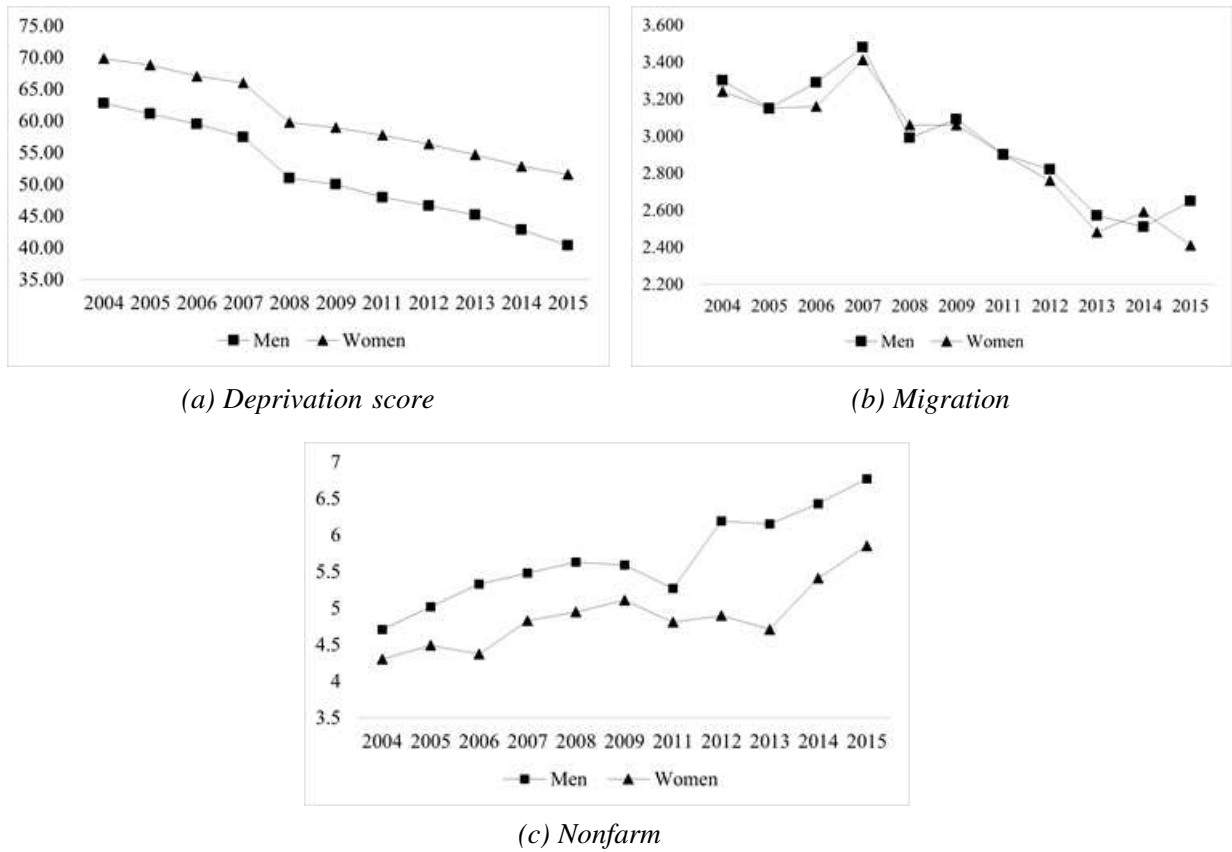 75.00
70.00
65.00
60.00
55.00
50.00
45.00
40.00
35.00
2004 2005 2006 2007 2008 2009 2011 2012 2013 2014 2015
Men Women
(a) Deprivation score
3.600
3.400
3.200
3.000
2.800
2.600
2.400
2.200
2004 2005 2006 2007 2008 2009 2011 2012 2013 2014 2015
Men Women
(b) Migration
7
6.5
6
5.5
5
4.5
4
3.5
2004 2005 2006 2007 2008 2009 2011 2012 2013 2014 2015
Men Women
(c) Nonfarm